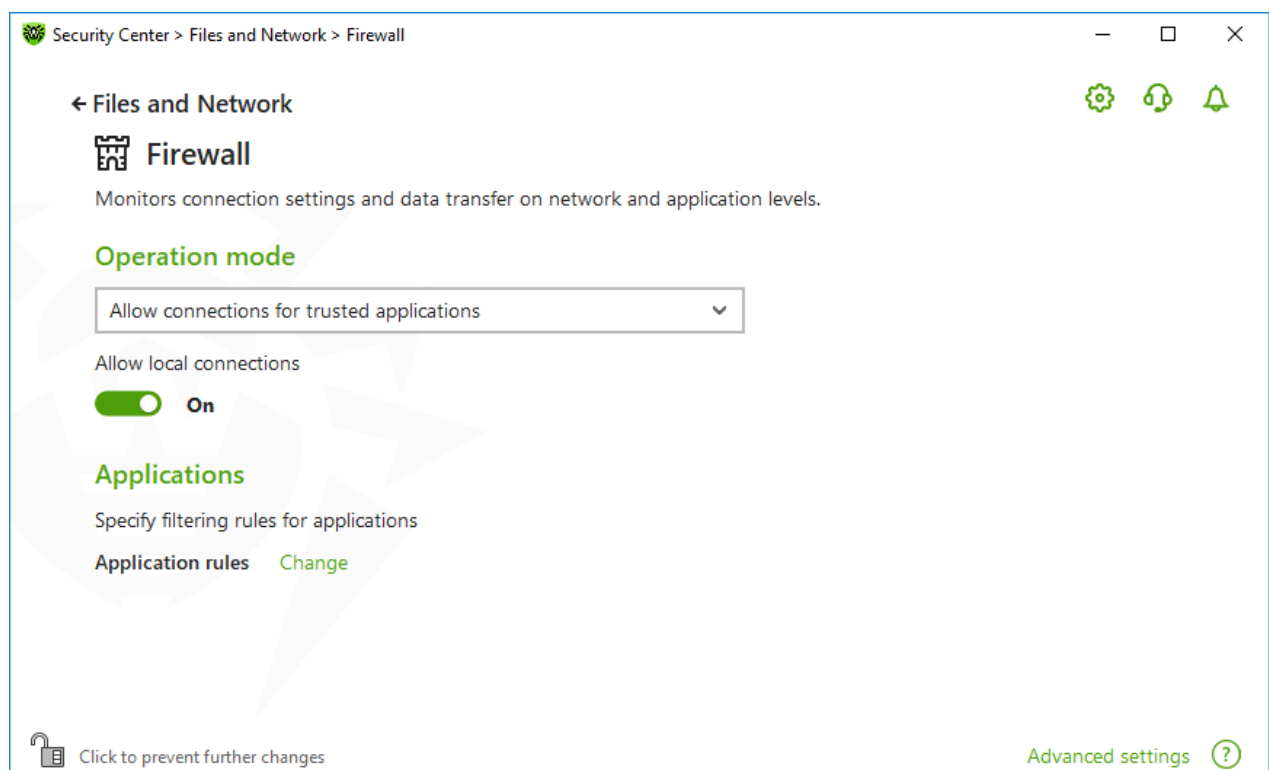 Security Center > Files and Network > Firewall
Files and Network
Firewall
Monitors connection settings and data transfer on network and application levels.
Operation mode
Allow connections for trusted applications
Allow local connections
On
Applications
Specify filtering rules for applications
Application rules Change
Click to prevent further changes
Advanced settings ?